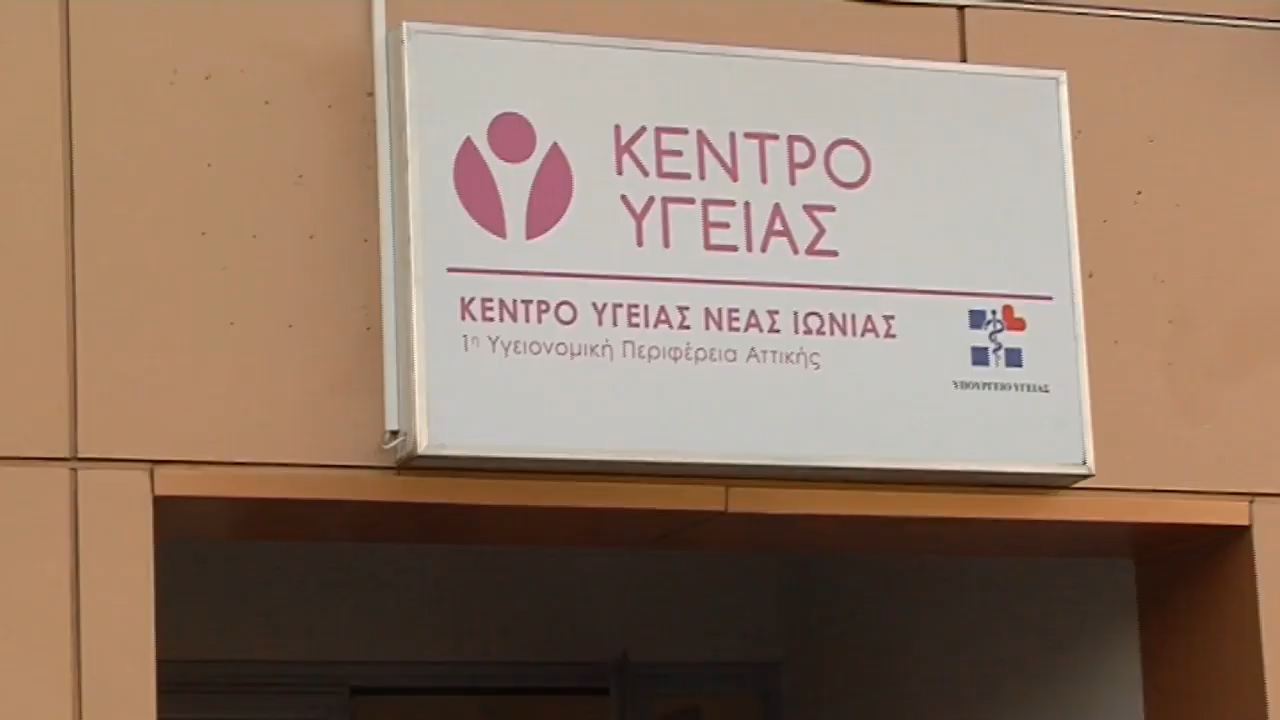 ΚΕΝΤΡΟ
ΥΓΕΙΑΣ
ΚΕΝΤΡΟ ΥΓΕΙΑΣ ΝΕΑΣ ΙΩΝΙΑΣ
1η Υγειονομική Περιφέρεια Αττικής
ΥΠΟΥΡΓΕΙΟ ΥΓΕΙΑΣ